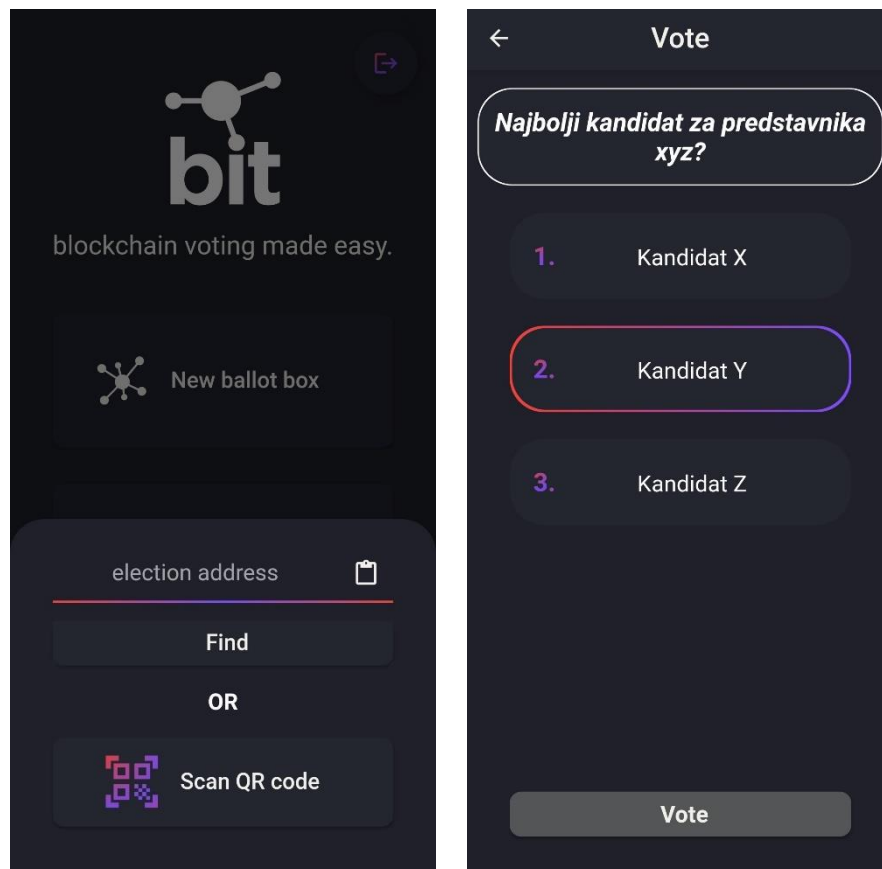 bit
blockchain voting made easy.
New ballot box
election address
Find
OR
Scan QR code
Vote
Najbolji kandidat za predstavnika
xyz?
1. Kandidat X
2. Kandidat Y
3. Kandidat Z
Vote